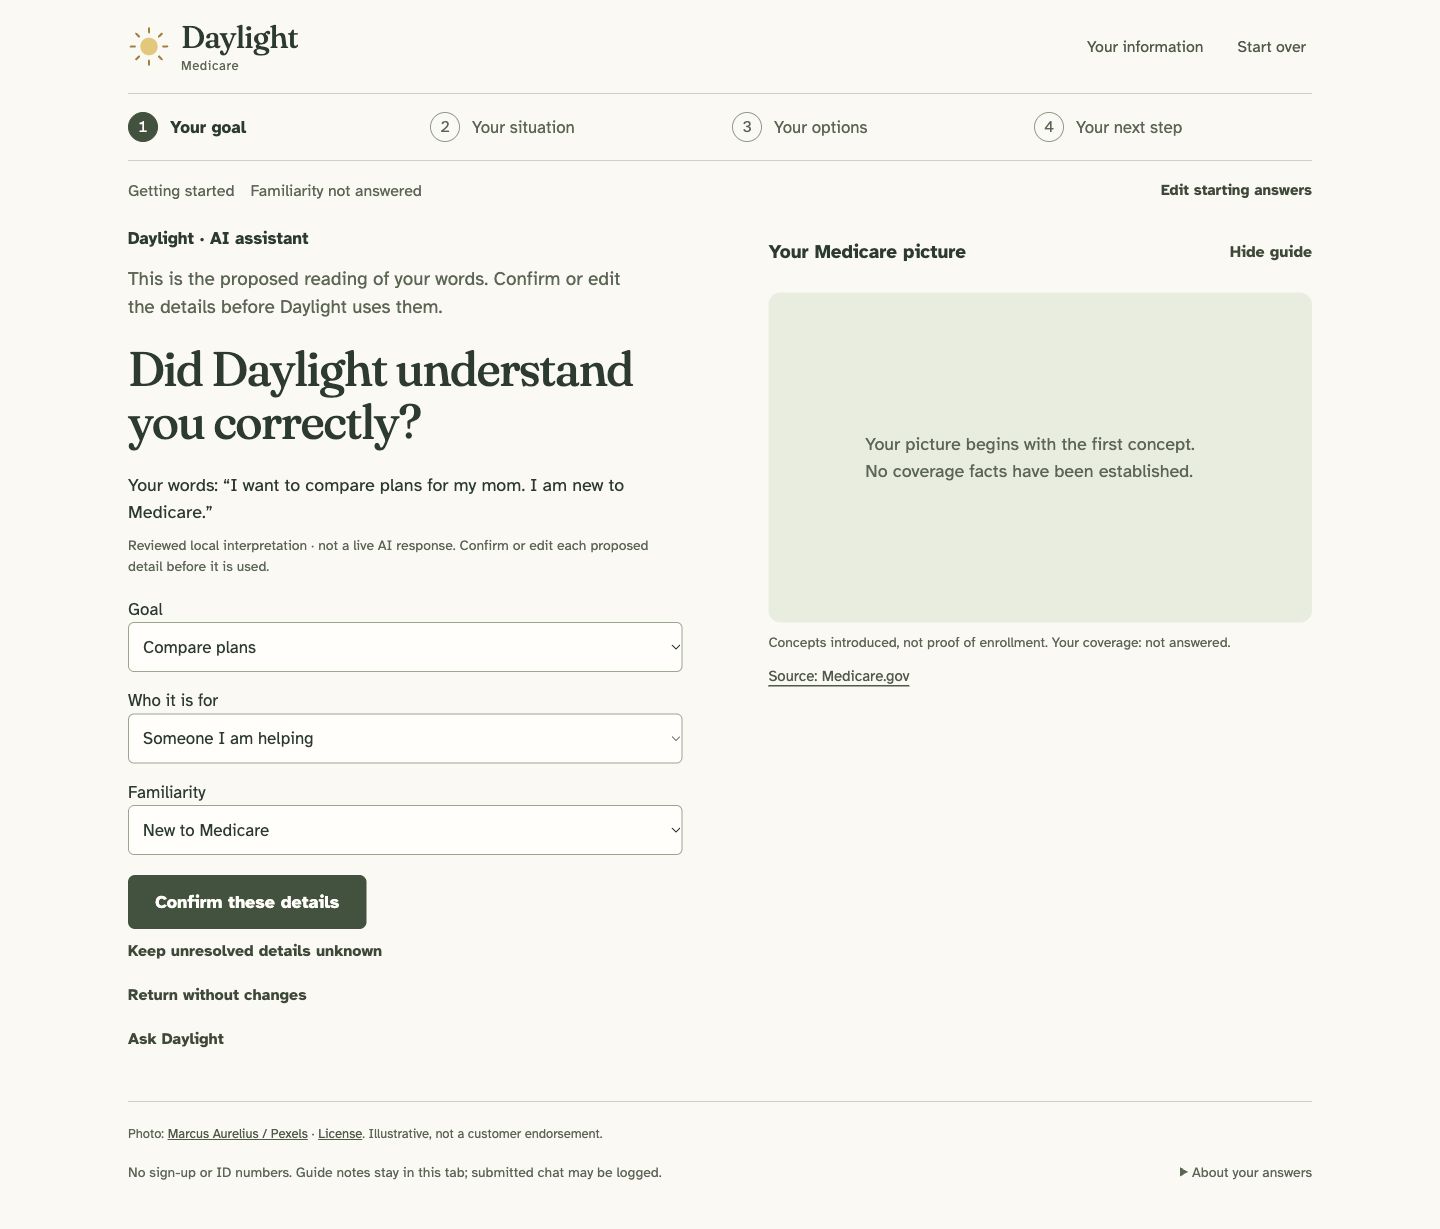 Daylight
Medicare
Your information
Start over
1 Your goal
2 Your situation
3 Your options
4 Your next step
Getting started
Familiarity not answered
Edit starting answers
Daylight · AI assistant
This is the proposed reading of your words. Confirm or edit
the details before Daylight uses them.
Did Daylight understand
you correctly?
Your words: “I want to compare plans for my mom. I am new to
Medicare.”
Reviewed local interpretation · not a live AI response. Confirm or edit each proposed
detail before it is used.
Goal
Compare plans
Who it is for
Someone I am helping
Familiarity
New to Medicare
Confirm these details
Keep unresolved details unknown
Return without changes
Ask Daylight
Your Medicare picture
Hide guide
Your picture begins with the first concept.
No coverage facts have been established.
Concepts introduced, not proof of enrollment. Your coverage: not answered.
Source: Medicare.gov
Photo: Marcus Aurelius / Pexels · License. Illustrative, not a customer endorsement.
No sign-up or ID numbers. Guide notes stay in this tab; submitted chat may be logged.
About your answers